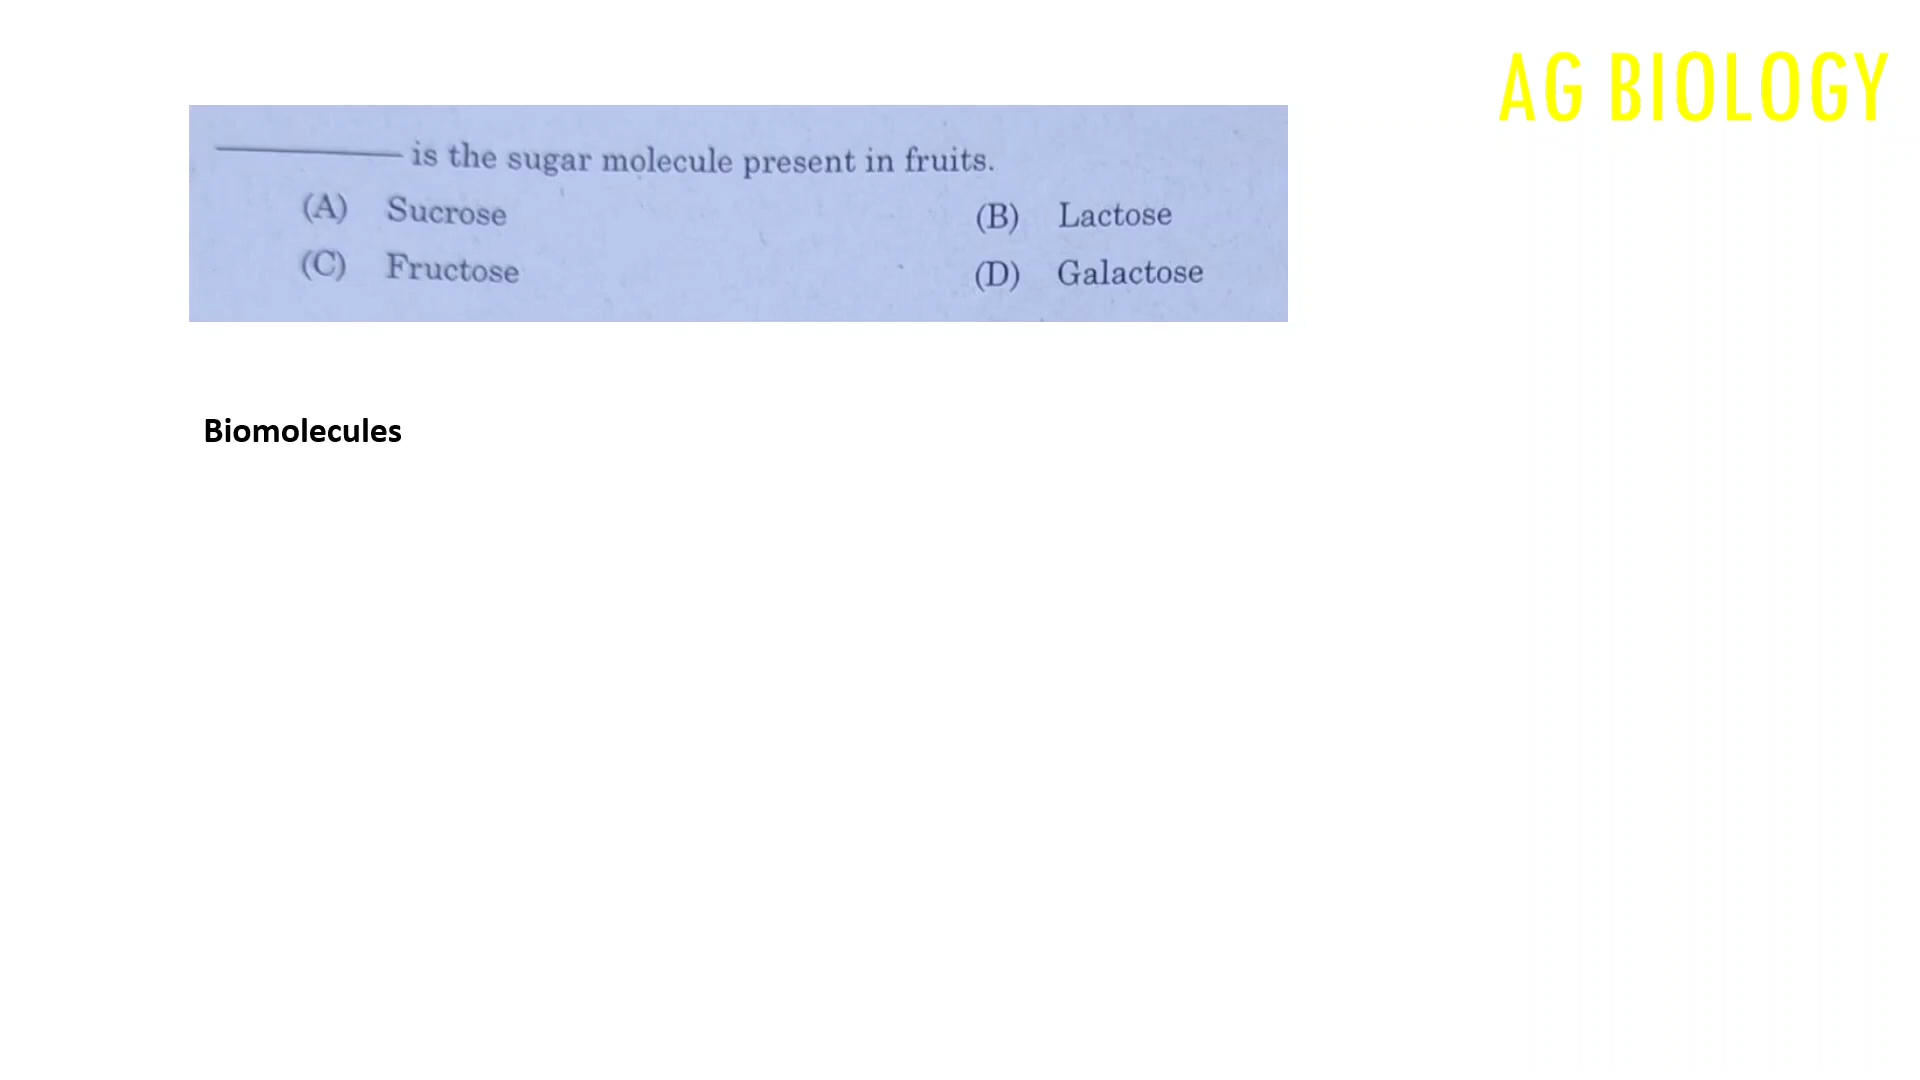 AG BIOLOGY
is the sugar molecule present in fruits.
(A) Sucrose (B) Lactose
(C) Fructose (D) Galactose
Biomolecules